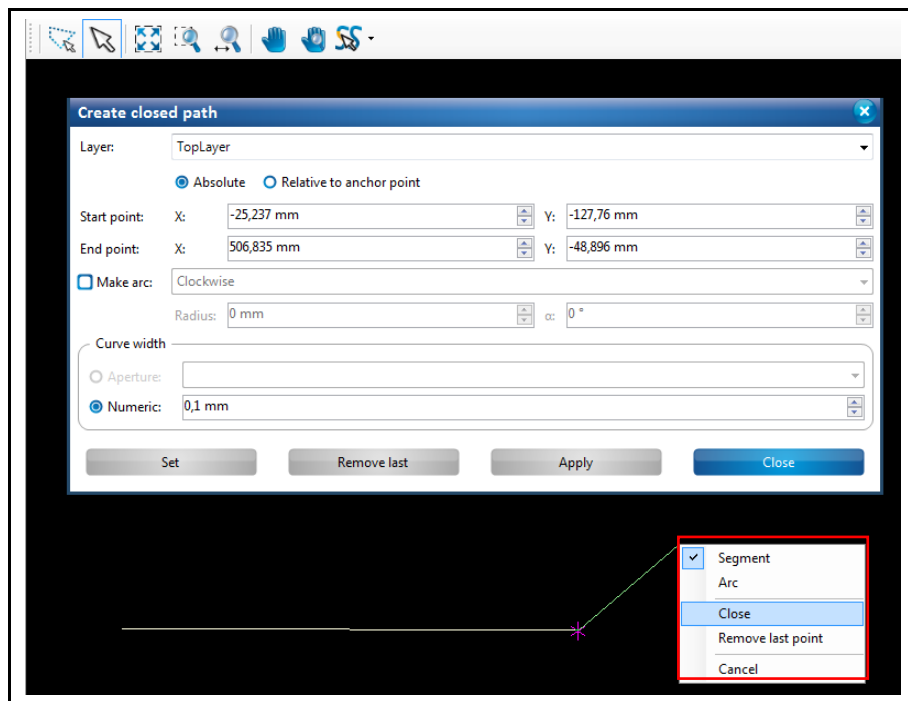 Create closed path
Layer: TopLayer
Absolute Relative to anchor point
Start point: X: -25,237 mm Y: -127,76 mm
End point: X: 506,835 mm Y: -48,896 mm
Make arc: Clockwise
Radius: 0 mm α: 0 °
Curve width
Aperture:
Numeric: 0,1 mm
Set Remove last Apply Close
Segment
Arc
Close
Remove last point
Cancel